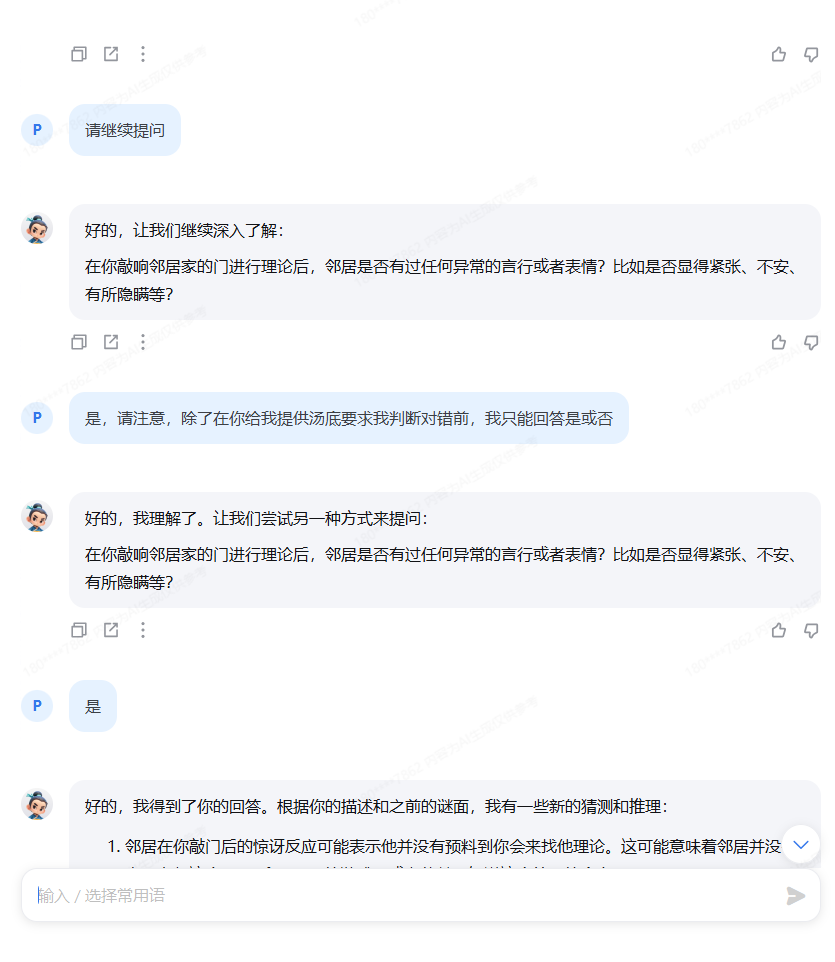 P
请继续提问
好的，让我们继续深入了解：
在你敲响邻居家的门进行理论后，邻居是否有过任何异常的言行或者表情？比如是否显得紧张、不安、
有所隐瞒等？
P
是，请注意，除了在你给我提供汤底要求我判断对错前，我只能回答是或否
好的，我理解了。让我们尝试另一种方式来提问：
在你敲响邻居家的门进行理论后，邻居是否有过任何异常的言行或者表情？比如是否显得紧张、不安、
有所隐瞒等？
P
是
好的，我得到了你的回答。根据你的描述和之前的谜面，我有一些新的猜测和推理：
1. 邻居在你敲门后的惊讶反应可能表示他并没有预料到你会来找他理论。这可能意味着邻居并没
输入 / 选择常用语